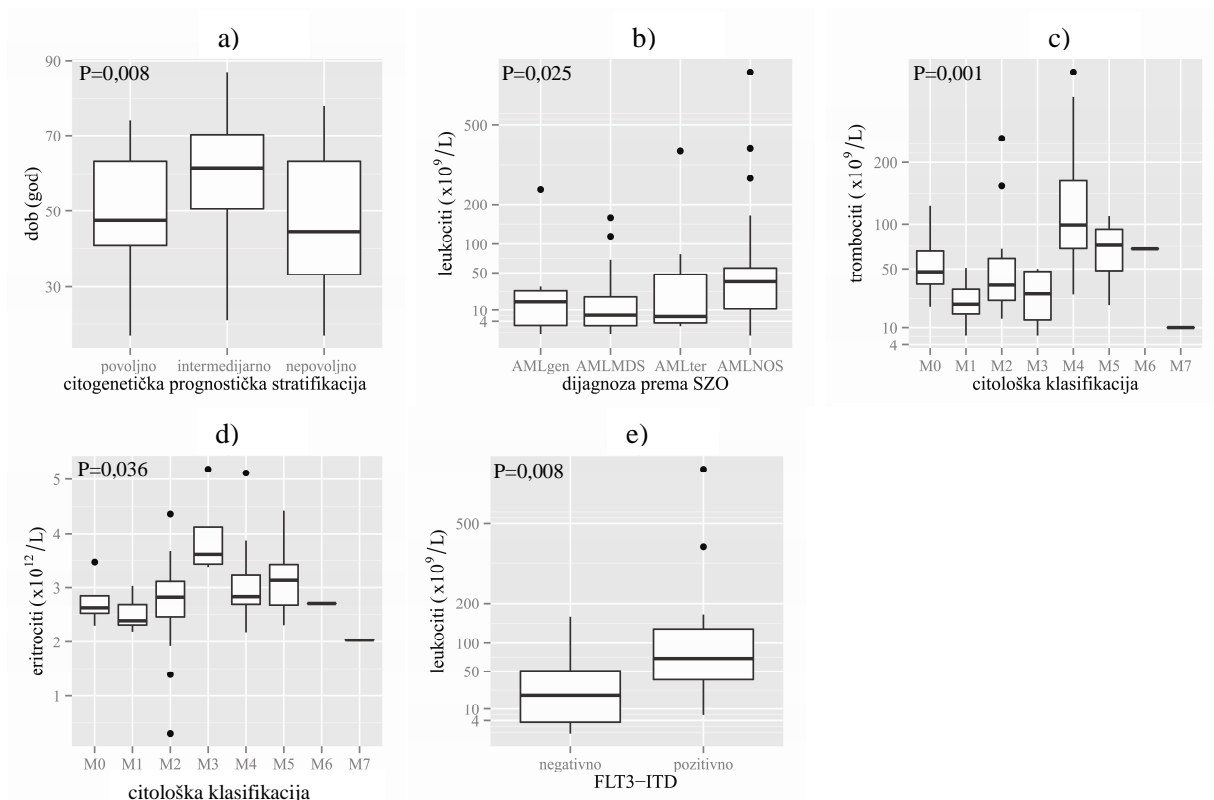 a)
P=0,008
dob (god)
90
70
50
30
povoljno intermedijarno nepovoljno
citogenetička prognostička stratifikacija
b)
P=0,025
leukociti ( x10⁹/L)
500
200
100
50
10
4
AMLgen AMLMDS AMLter AMLNOS
dijagnoza prema SZO
c)
P=0,001
trombociti ( x10⁹/L)
200
100
50
10
4
M0 M1 M2 M3 M4 M5 M6 M7
citološka klasifikacija
d)
P=0,036
eritrociti ( x10¹²/L)
5
4
3
2
1
M0 M1 M2 M3 M4 M5 M6 M7
citološka klasifikacija
e)
P=0,008
leukociti ( x10⁹/L)
500
200
100
50
10
4
negativno pozitivno
FLT3−ITD